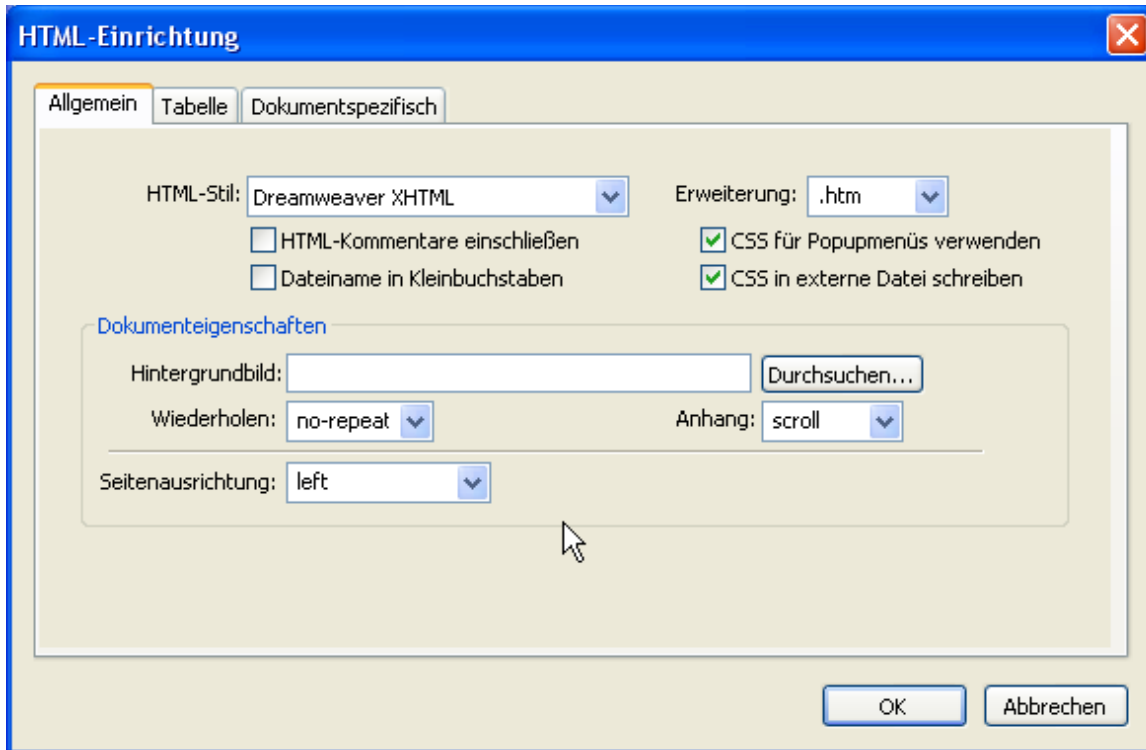 HTML-Einrichtung
Allgemein Tabelle Dokumentspezifisch
HTML-Stil: Dreamweaver XHTML Erweiterung: .htm
HTML-Kommentare einschließen CSS für Popupmenüs verwenden
Dateiname in Kleinbuchstaben CSS in externe Datei schreiben
Dokumenteigenschaften
Hintergrundbild: Durchsuchen...
Wiederholen: no-repeat Anhang: scroll
Seitenausrichtung: left
OK Abbrechen